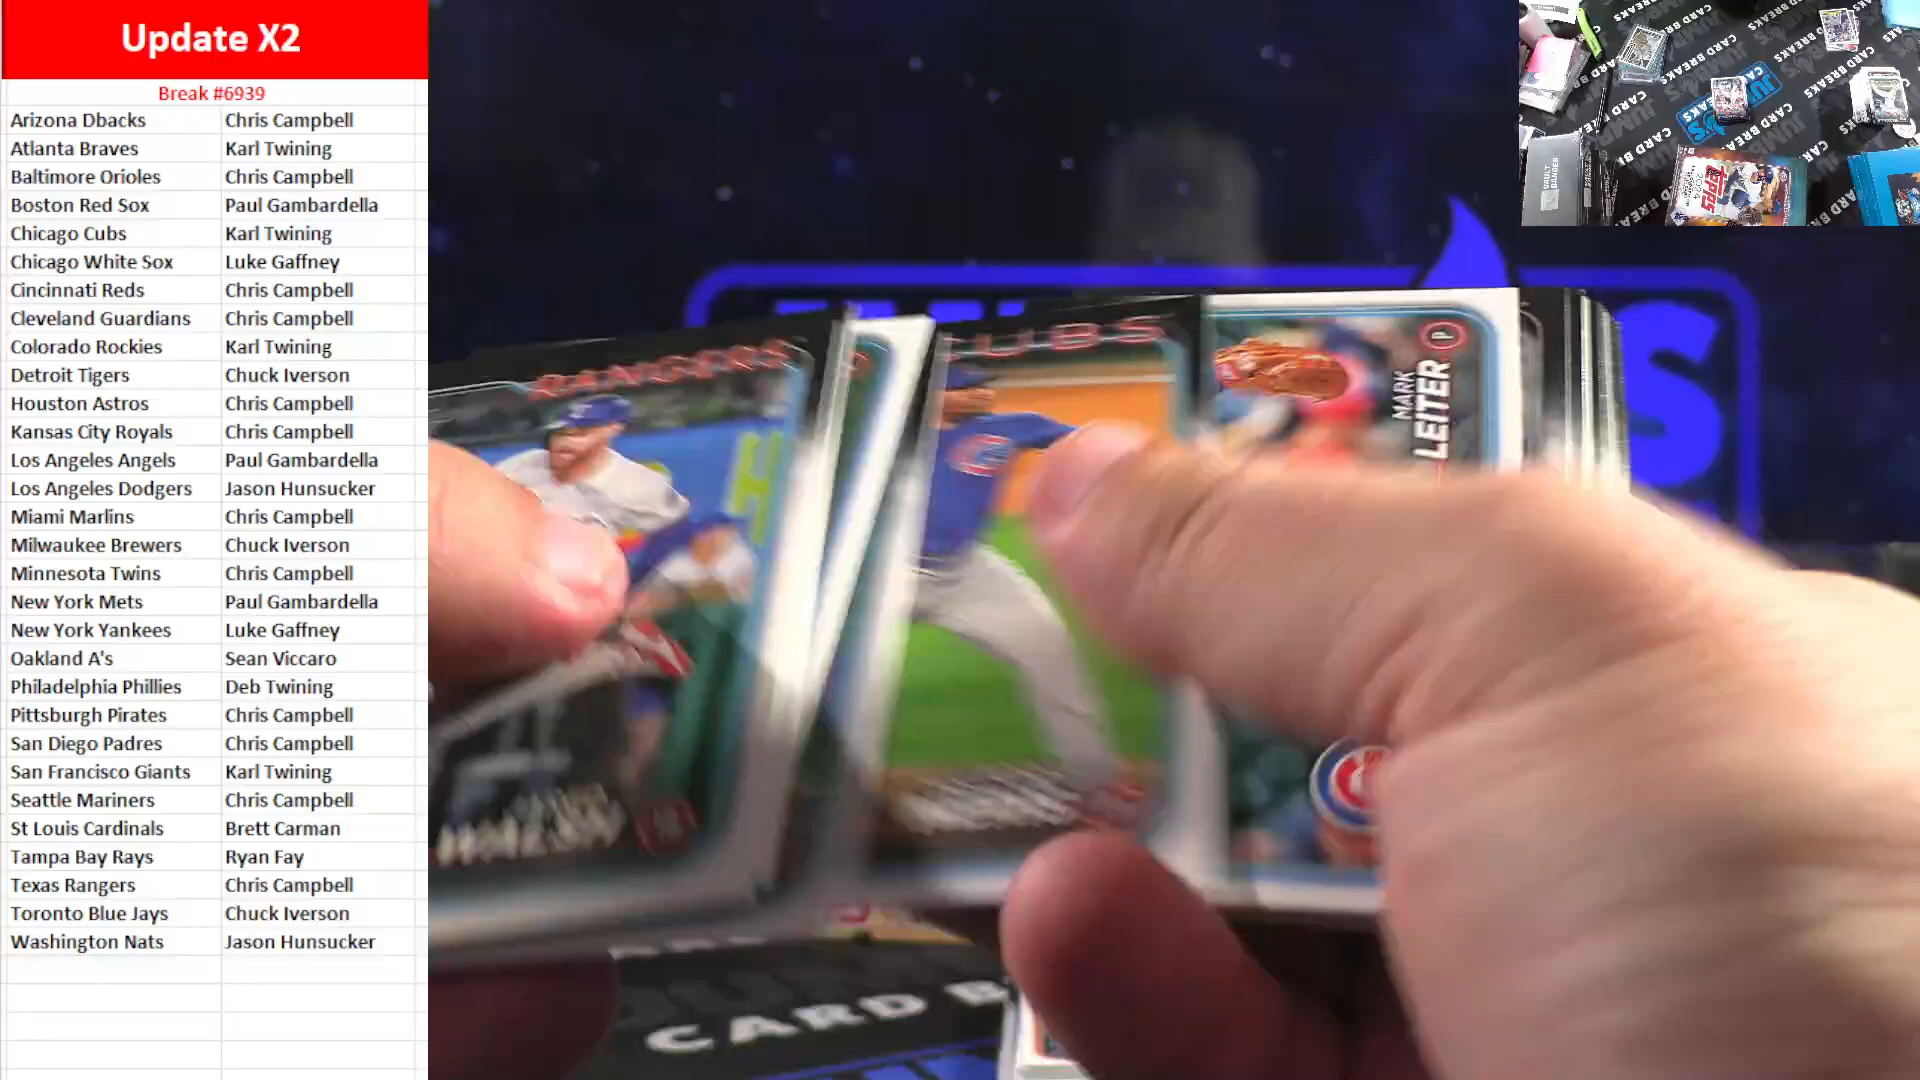 Update X2
Break #6939
Arizona Dbacks Chris Campbell
Atlanta Braves Karl Twining
Baltimore Orioles Chris Campbell
Boston Red Sox Paul Gambardella
Chicago Cubs Karl Twining
Chicago White Sox Luke Gaffney
Cincinnati Reds Chris Campbell
Cleveland Guardians Chris Campbell
Colorado Rockies Karl Twining
Detroit Tigers Chuck Iverson
Houston Astros Chris Campbell
Kansas City Royals Chris Campbell
Los Angeles Angels Paul Gambardella
Los Angeles Dodgers Jason Hunsucker
Miami Marlins Chris Campbell
Milwaukee Brewers Chuck Iverson
Minnesota Twins Chris Campbell
New York Mets Paul Gambardella
New York Yankees Luke Gaffney
Oakland A's Sean Viccaro
Philadelphia Phillies Deb Twining
Pittsburgh Pirates Chris Campbell
San Diego Padres Chris Campbell
San Francisco Giants Karl Twining
Seattle Mariners Chris Campbell
St Louis Cardinals Brett Carman
Tampa Bay Rays Ryan Fay
Texas Rangers Chris Campbell
Toronto Blue Jays Chuck Iverson
Washington Nats Jason Hunsucker
RANGERS
CUBS
MARK
LEITER
P
CARD B
CARD BREAKS
TOPPS
2024